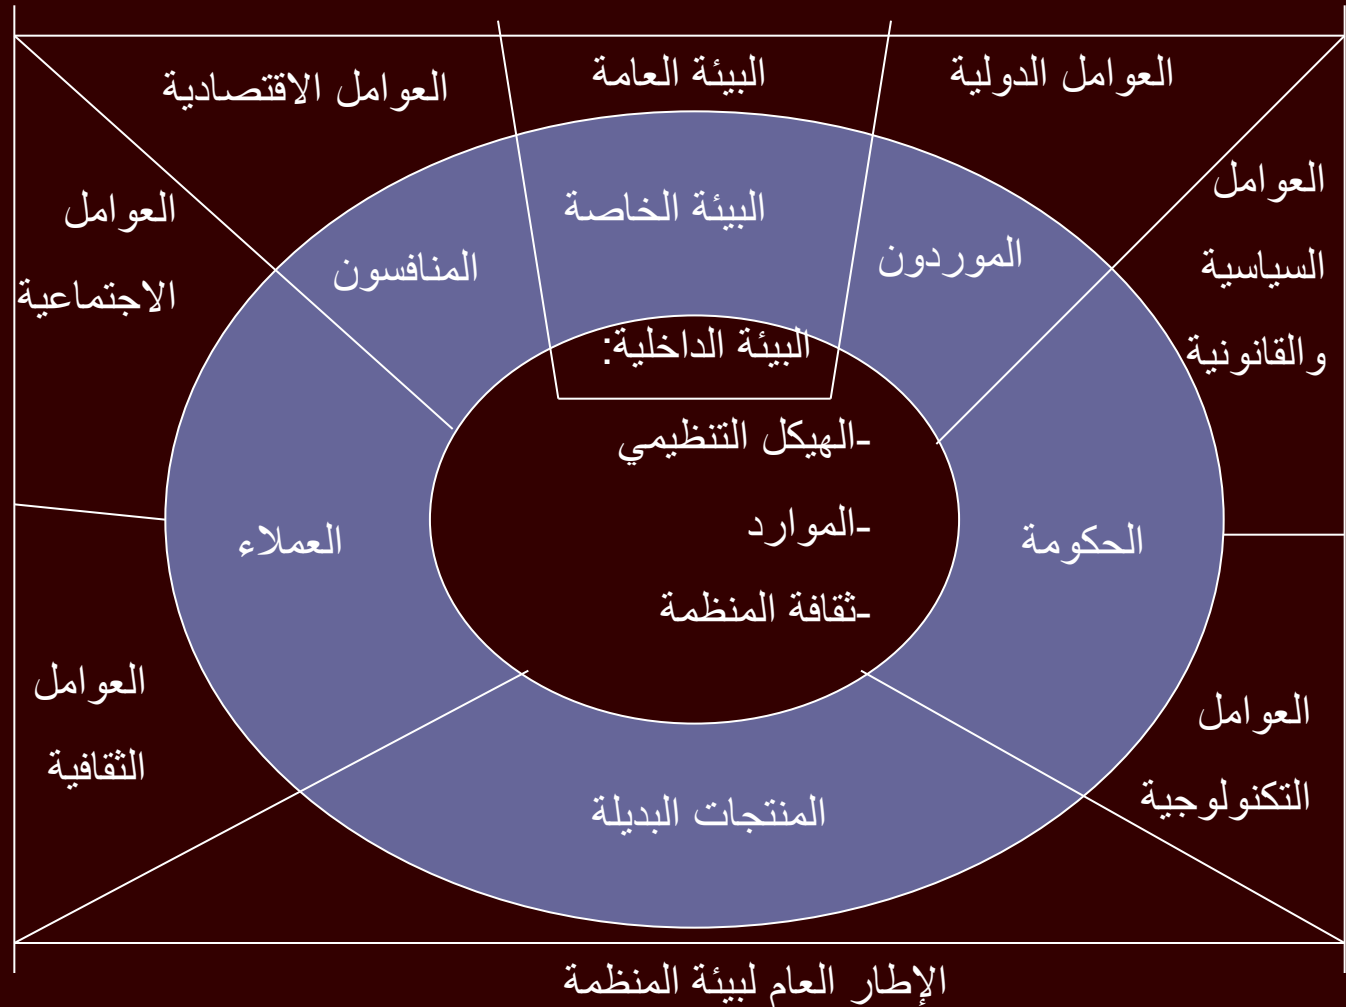 العوامل الدولية
البيئة العامة
العوامل الاقتصادية
العوامل
السياسية
والقانونية
العوامل
الاجتماعية
البيئة الخاصة
الموردون
المنافسون
البيئة الداخلية:
-الهيكل التنظيمي
-الموارد
-ثقافة المنظمة
الحكومة
العملاء
العوامل
التكنولوجية
العوامل
الثقافية
المنتجات البديلة
الإطار العام لبيئة المنظمة